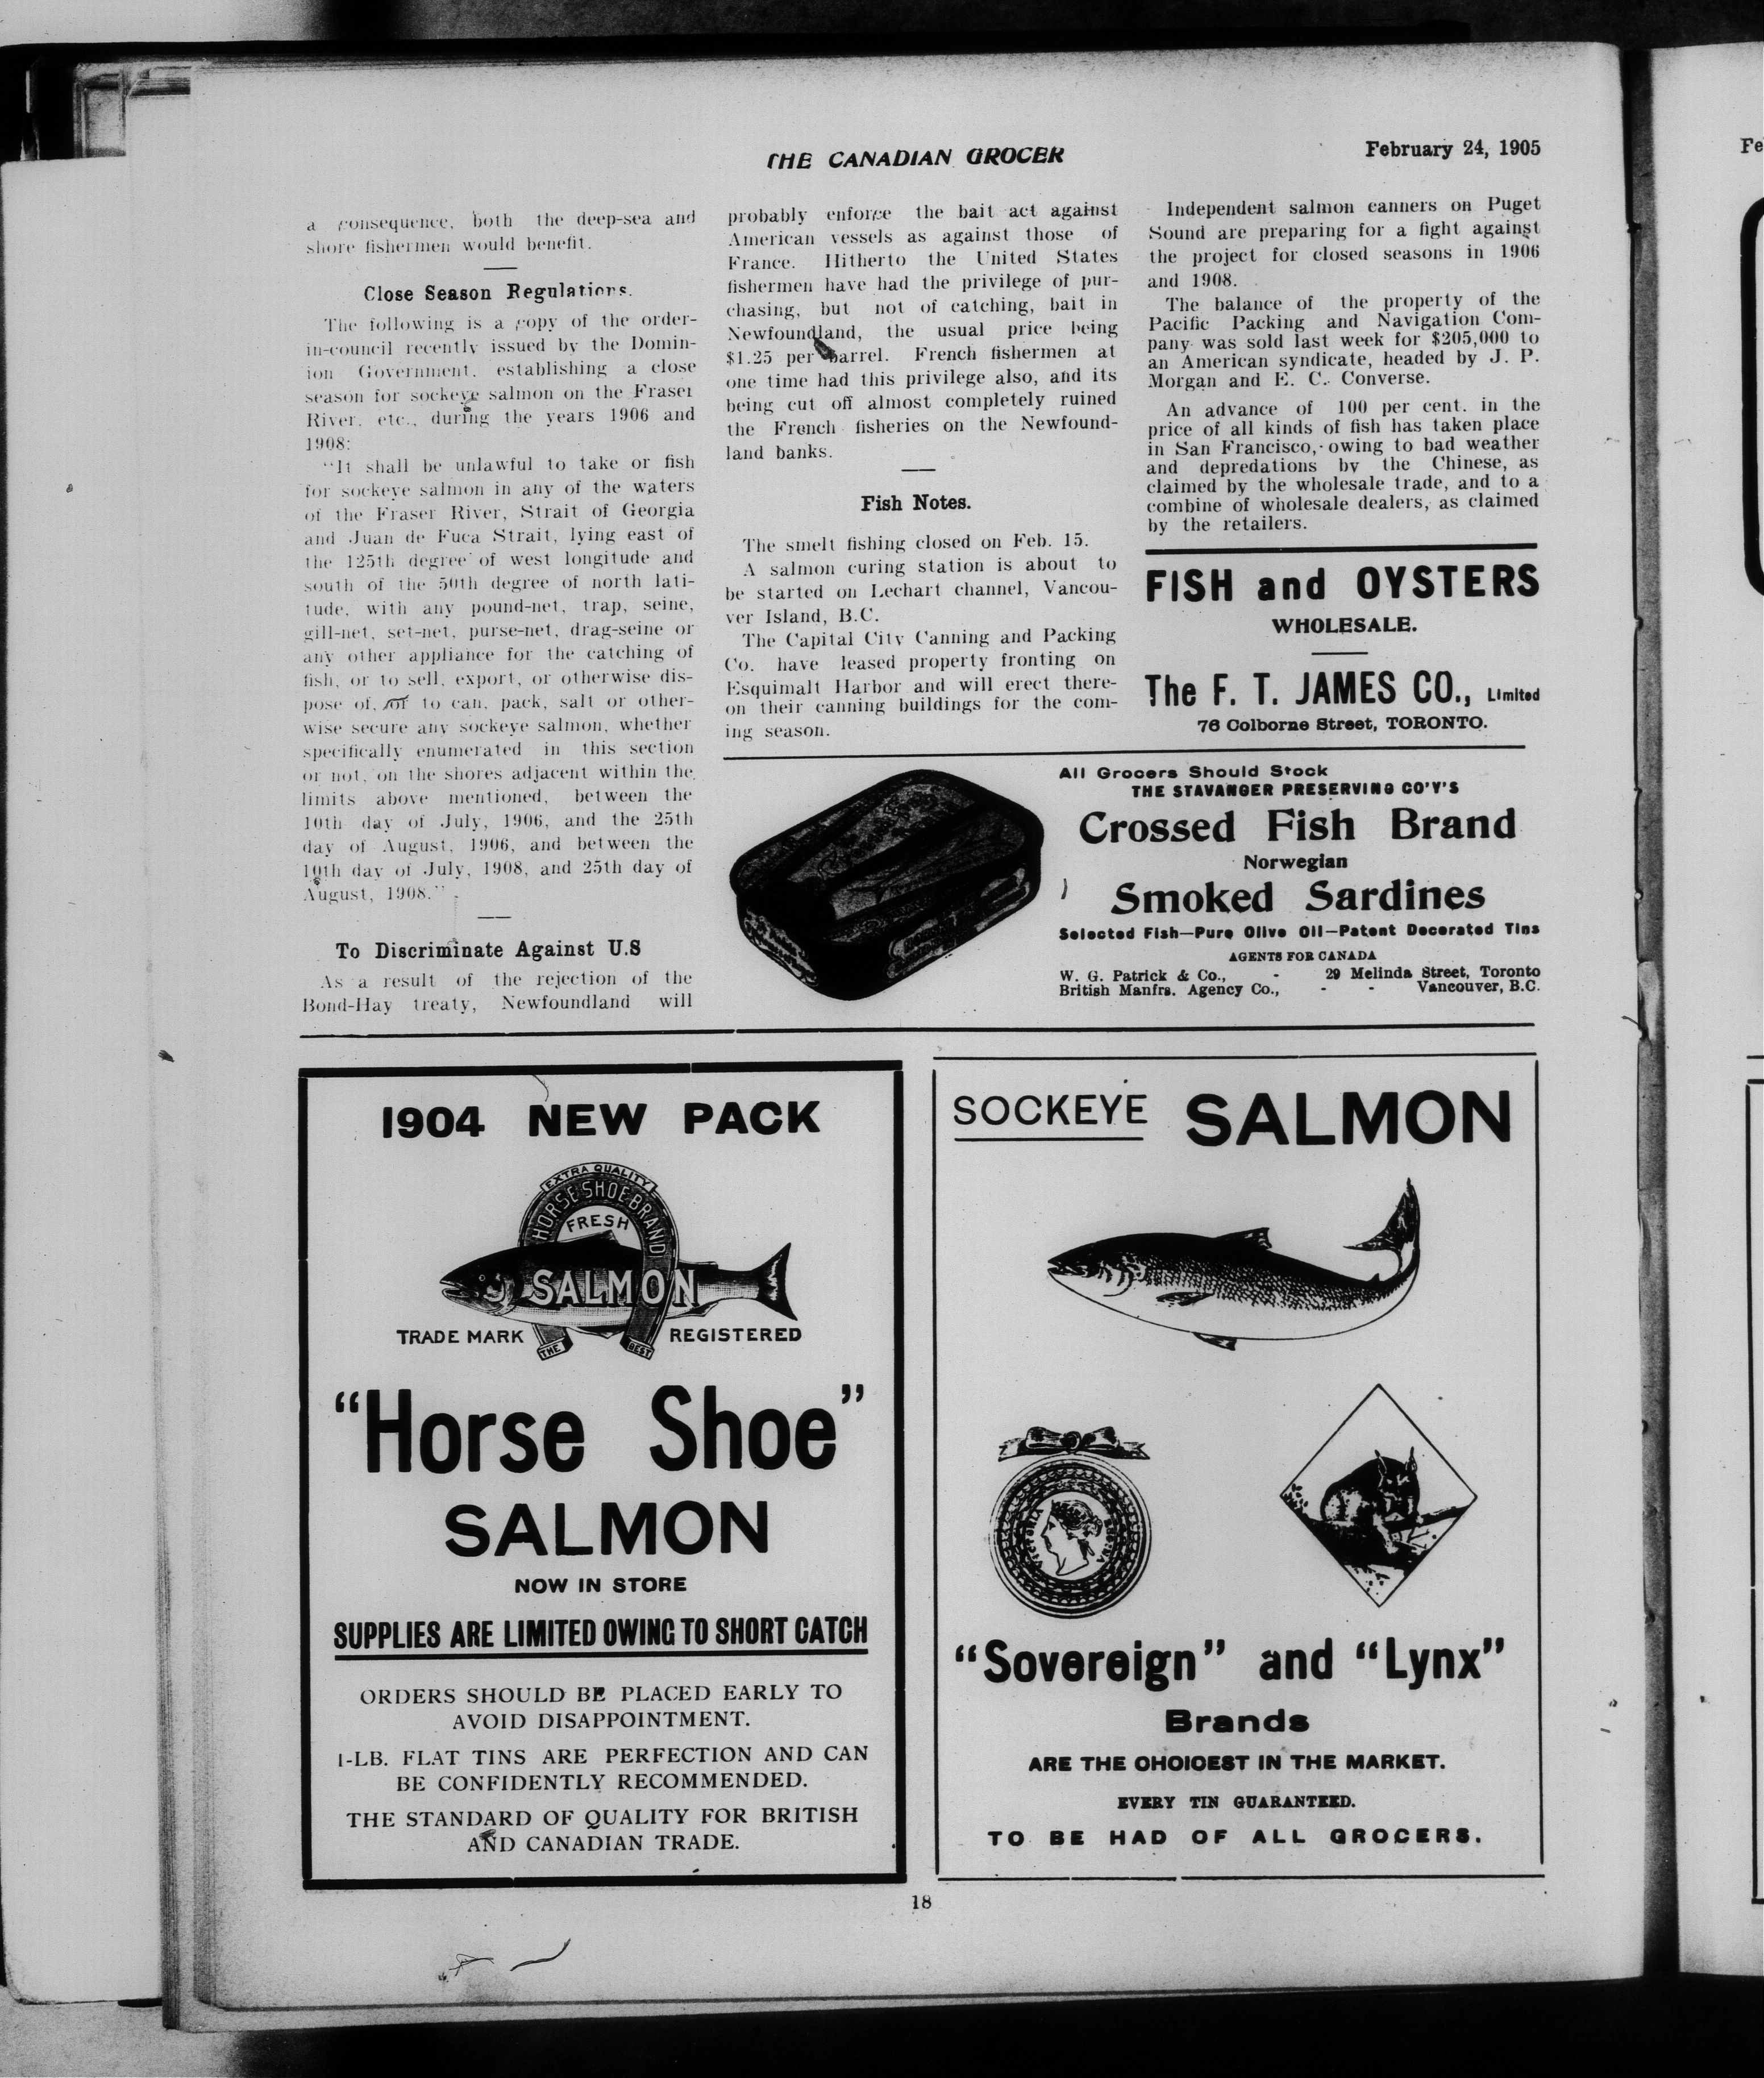 THE CANADIAN GROCER
February 24, 1905
a consequence, both the deep-sea and
shore fishermen would benefit.
Close Season Regulations.
The following is a copy of the order-
in-council recently issued by the Domin-
ion Government, establishing a close
season for sockeye salmon on the Fraser
River, etc., during the years 1906 and
1908:
"It shall be unlawful to take or fish
for sockeye salmon in any of the waters
of the Fraser River, Strait of Georgia
and Juan de Fuca Strait, lying east of
the 125th degree of west longitude and
south of the 50th degree of north lati-
tude, with any pound-net, trap, seine,
gill-net, set-net, purse-net, drag-seine or
any other appliance for the catching of
fish, or to sell, export, or otherwise dis-
pose of, or to can, pack, salt or other-
wise secure any sockeye salmon, whether
specifically enumerated in this section
or not, on the shores adjacent within the
limits above mentioned, between the
10th day of July, 1906, and the 25th
day of August, 1906, and between the
10th day of July, 1908, and 25th day of
August, 1908."
To Discriminate Against U.S
As a result of the rejection of the
Bond-Hay treaty, Newfoundland will
probably enforce the bait act against
American vessels as against those of
France. Hitherto the United States
fishermen have had the privilege of pur-
chasing, but not of catching, bait in
Newfoundland, the usual price being
$1.25 per barrel. French fishermen at
one time had this privilege also, and its
being cut off almost completely ruined
the French fisheries on the Newfound-
land banks.
Fish Notes.
The smelt fishing closed on Feb. 15.
A salmon curing station is about to
be started on Lechart channel, Vancou-
ver Island, B.C.
The Capital City Canning and Packing
Co. have leased property fronting on
Esquimalt Harbor and will erect there-
on their canning buildings for the com-
ing season.
Independent salmon canners on Puget
Sound are preparing for a fight against
the project for closed seasons in 1906
and 1908.
The balance of the property of the
Pacific Packing and Navigation Com-
pany was sold last week for $205,000 to
an American syndicate, headed by J. P.
Morgan and E. C. Converse.
An advance of 100 per cent. in the
price of all kinds of fish has taken place
in San Francisco, owing to bad weather
and depredations by the Chinese, as
claimed by the wholesale trade, and to a
combine of wholesale dealers, as claimed
by the retailers.
FISH and OYSTERS
WHOLESALE.
The F. T. JAMES CO., Limited
76 Colborne Street, TORONTO.
All Grocers Should Stock
THE STAVANGER PRESERVING CO'Y'S
Crossed Fish Brand
Norwegian
Smoked Sardines
Selected Fish—Pure Olive Oil—Patent Decorated Tins
AGENTS FOR CANADA
W. G. Patrick & Co., - 29 Melinda Street, Toronto
British Manfrs. Agency Co., - - Vancouver, B.C.
1904 NEW PACK
EXTRA QUALITY
HORSE SHOE BRAND
FRESH
SALMON
TRADE MARK REGISTERED
THE BEST
"Horse Shoe"
SALMON
NOW IN STORE
SUPPLIES ARE LIMITED OWING TO SHORT CATCH
ORDERS SHOULD BE PLACED EARLY TO
AVOID DISAPPOINTMENT.
1-LB. FLAT TINS ARE PERFECTION AND CAN
BE CONFIDENTLY RECOMMENDED.
THE STANDARD OF QUALITY FOR BRITISH
AND CANADIAN TRADE.
SOCKEYE SALMON
VICTORIA REGINA
"Sovereign" and "Lynx"
Brands
ARE THE CHOICEST IN THE MARKET.
EVERY TIN GUARANTEED.
TO BE HAD OF ALL GROCERS.
18
Fe